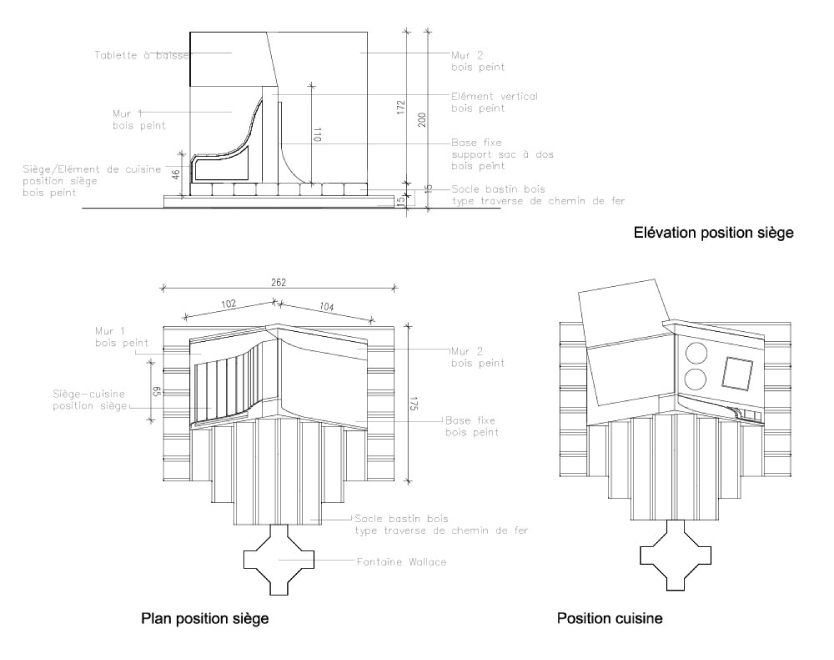 Tablette à baisse
Mur 1
bois peint
Siège/Elément de cuisine
position siège
bois peint
46
110
172
200
15
15
Mur 2
bois peint
Elément vertical
bois peint
Base fixe
support sac à dos
bois peint
Socle bastin bois
type traverse de chemin de fer
Elévation position siège
262
102
104
Mur 1
bois peint
65
Siège-cuisine
position siège
175
Mur 2
bois peint
Base fixe
bois peint
Socle bastin bois
type traverse de chemin de fer
Fontaine Wallace
Plan position siège
Position cuisine